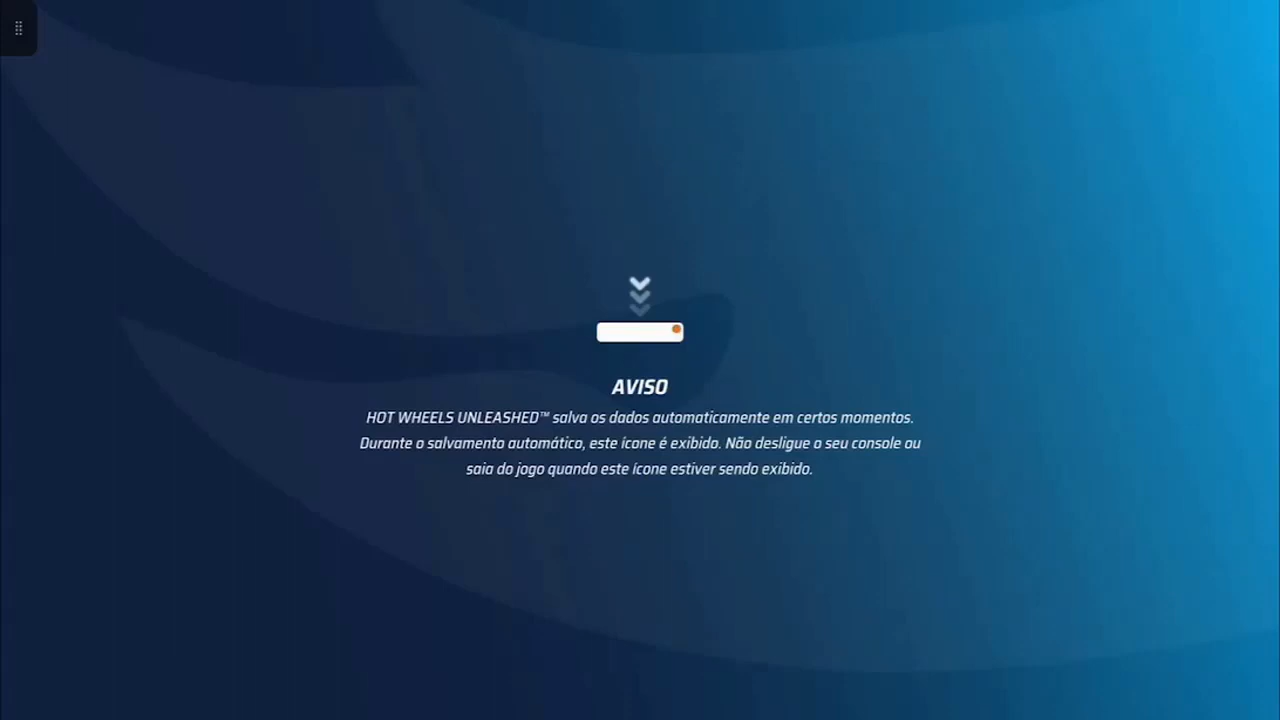 AVISO
HOT WHEELS UNLEASHED™ salva os dados automaticamente em certos momentos.
Durante o salvamento automático, este ícone é exibido. Não desligue o seu console ou
saia do jogo quando este ícone estiver sendo exibido.